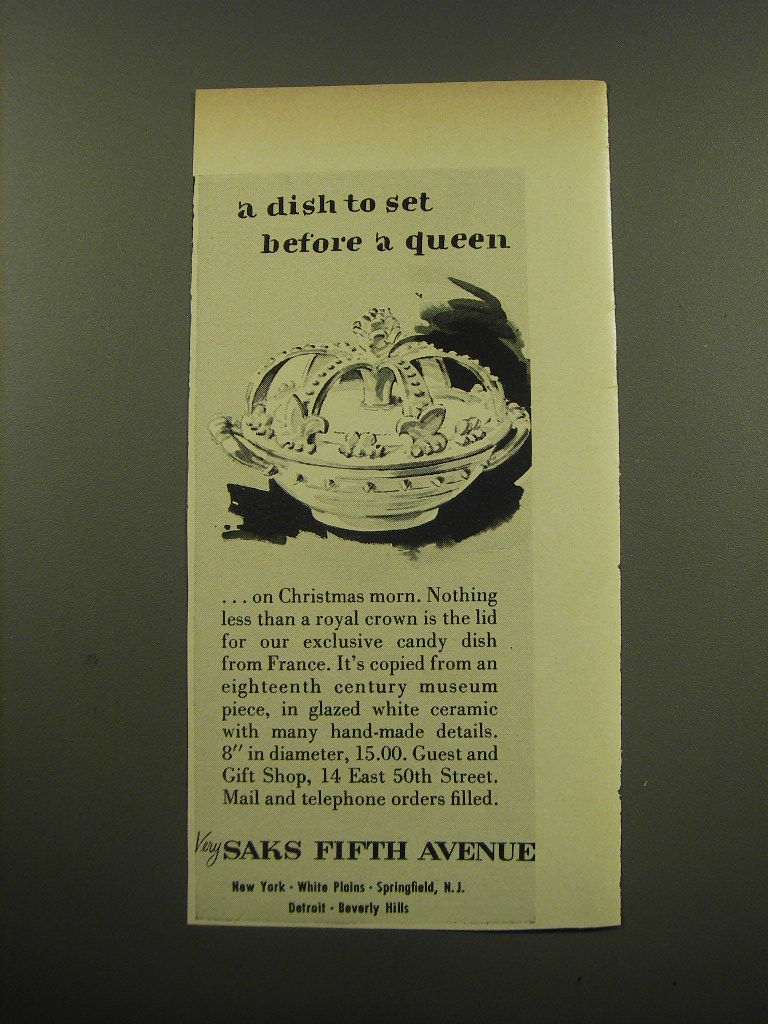 a dish to set
before a queen
... on Christmas morn. Nothing
less than a royal crown is the lid
for our exclusive candy dish
from France. It's copied from an
eighteenth century museum
piece, in glazed white ceramic
with many hand-made details.
8" in diameter, 15.00. Guest and
Gift Shop, 14 East 50th Street.
Mail and telephone orders filled.
Very SAKS FIFTH AVENUE
New York · White Plains · Springfield, N.J.
Detroit · Beverly Hills